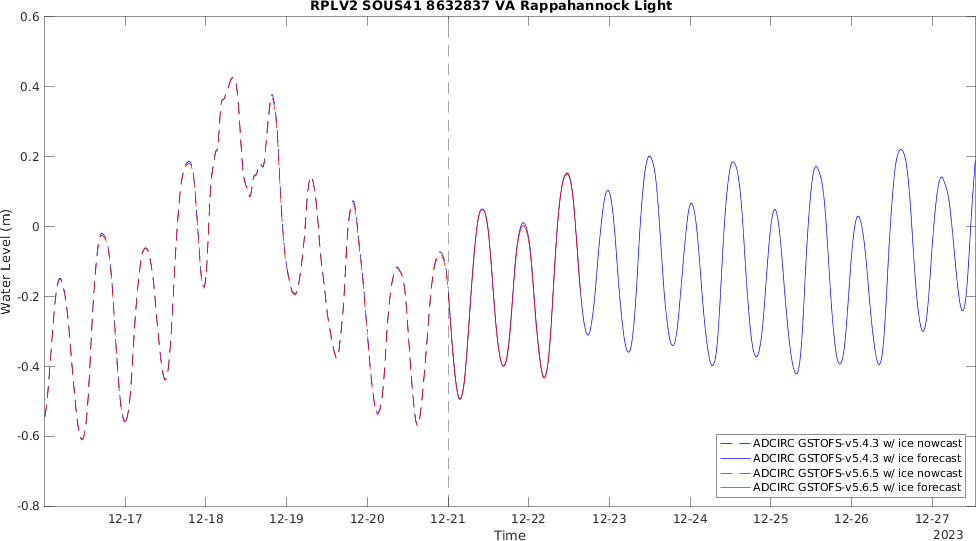 RPLV2 SOUS41 8632837 VA Rappahannock Light
0.6
0.4
0.2
0
-0.2
-0.4
-0.6
-0.8
Water Level (m)
ADCIRC GSTOFS-v5.4.3 w/ ice nowcast
ADCIRC GSTOFS-v5.4.3 w/ ice forecast
ADCIRC GSTOFS-v5.6.5 w/ ice nowcast
ADCIRC GSTOFS-v5.6.5 w/ ice forecast
12-17 12-18 12-19 12-20 12-21 12-22 12-23 12-24 12-25 12-26 12-27
Time
2023